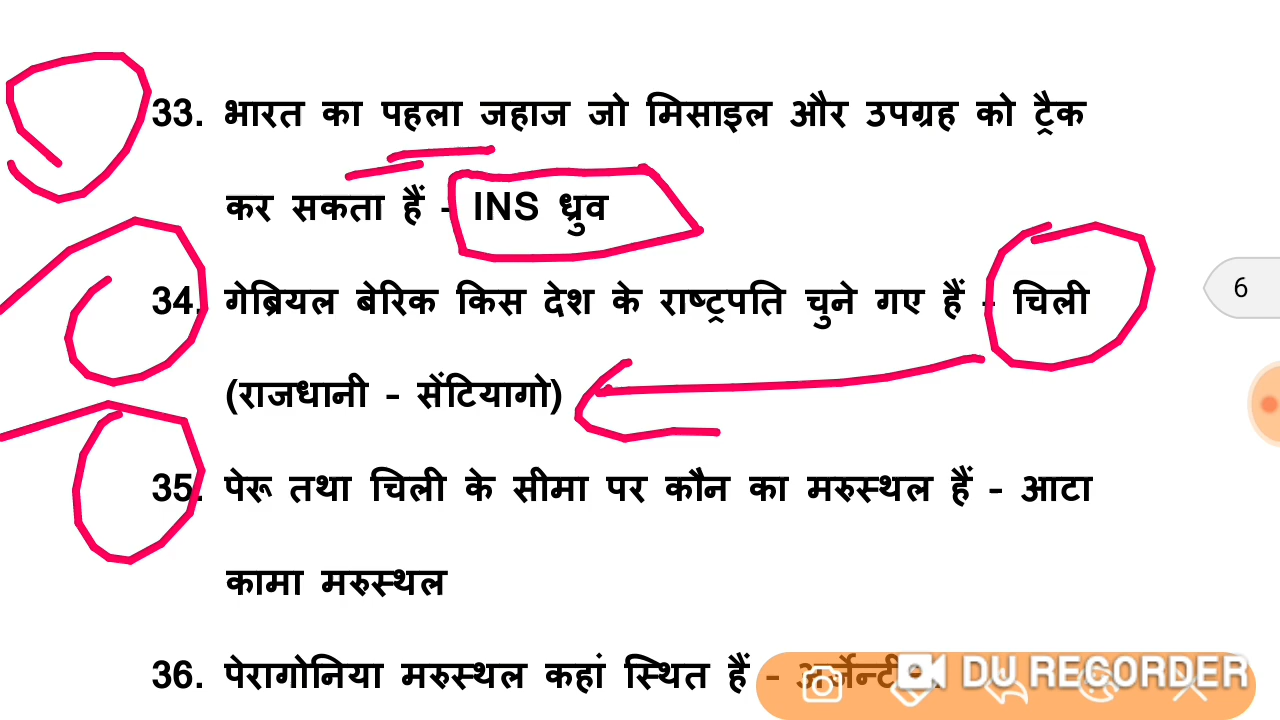 33. भारत का पहला जहाज जो मिसाइल और उपग्रह को ट्रैक
कर सकता हैं - INS ध्रुव
34. गेब्रियल बेरिक किस देश के राष्ट्रपति चुने गए हैं - चिली
6
(राजधानी - सेंटियागो)
35. पेरू तथा चिली के सीमा पर कौन का मरुस्थल हैं - आटा
कामा मरुस्थल
36. पेरागोनिया मरुस्थल कहां स्थित हैं -
DU RECORDER